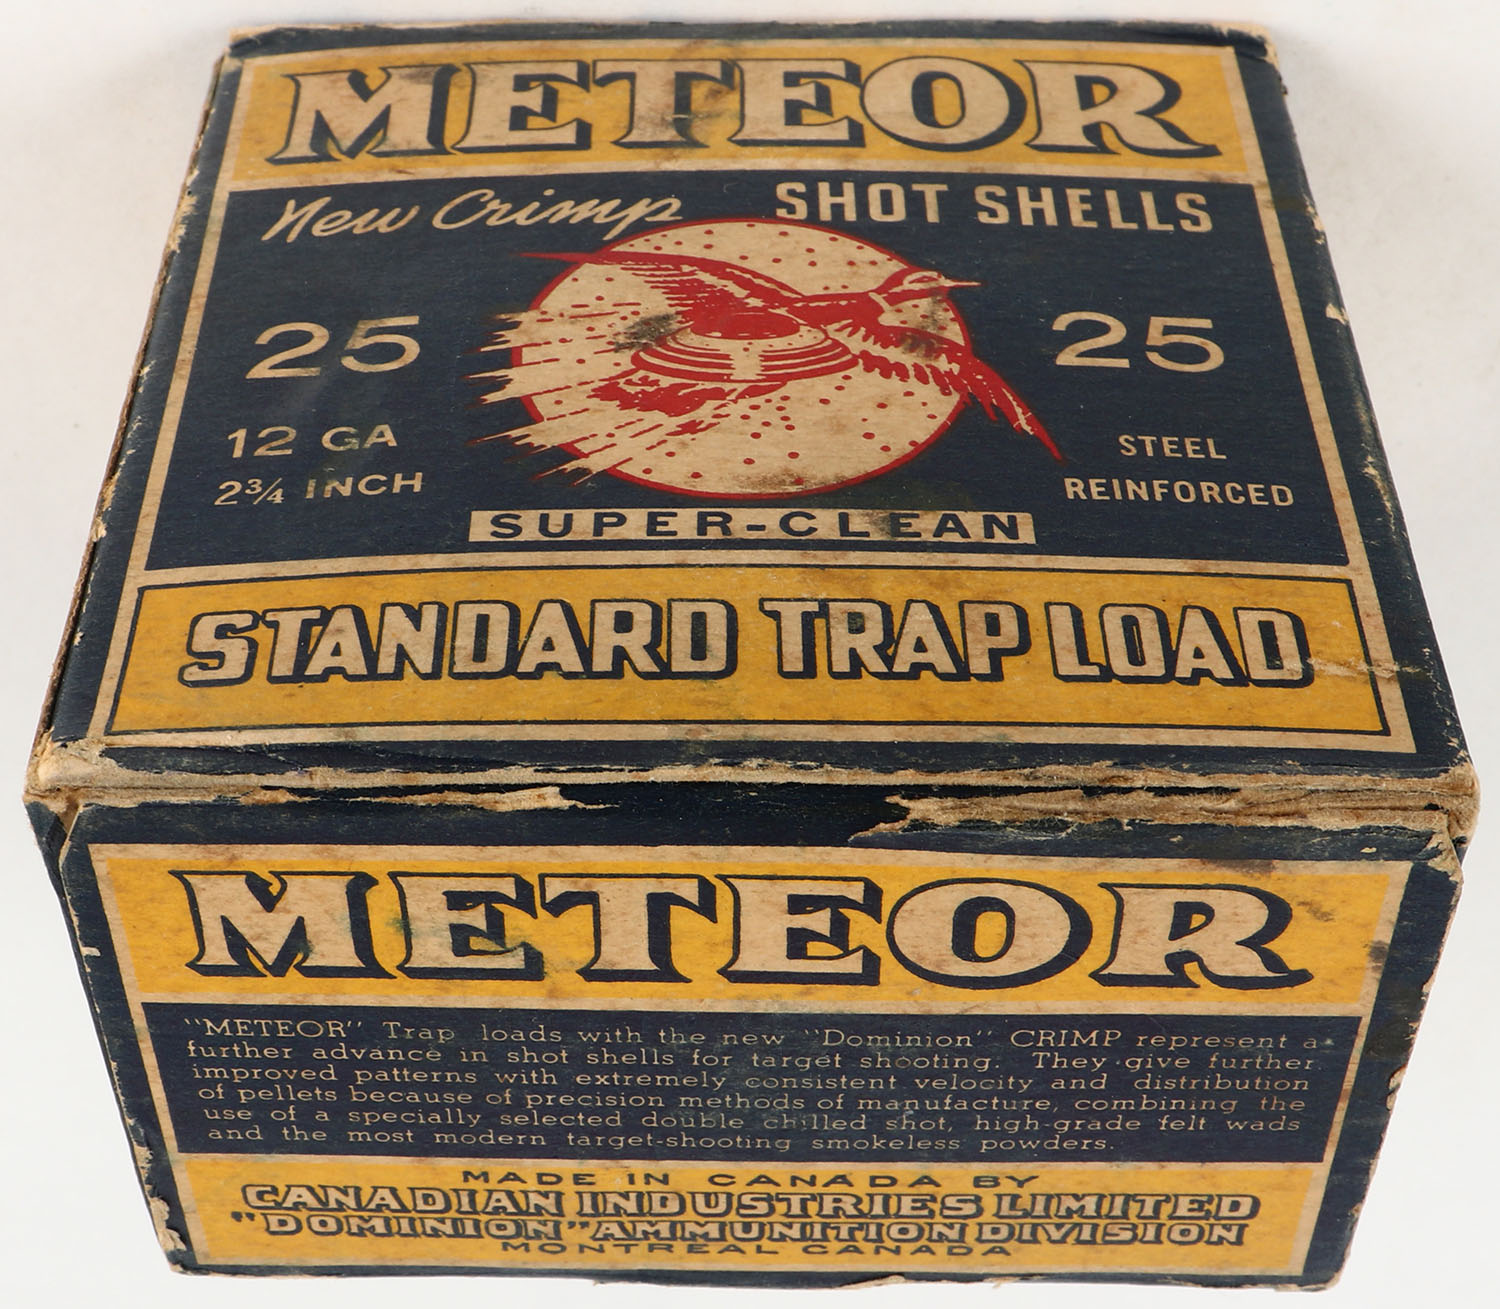 METEOR
New Crimp SHOT SHELLS
25 25
12 GA STEEL
2 3/4 INCH REINFORCED
SUPER-CLEAN
STANDARD TRAP LOAD
METEOR
"METEOR" Trap loads with the new "Dominion" CRIMP represent a
further advance in shot shells for target shooting. They give further
improved patterns with extremely consistent velocity and distribution
of pellets because of precision methods of manufacture, combining the
use of a specially selected double chilled shot, high-grade felt wads
and the most modern target-shooting smokeless powders.
MADE IN CANADA BY
CANADIAN INDUSTRIES LIMITED
"DOMINION" AMMUNITION DIVISION
MONTREAL CANADA